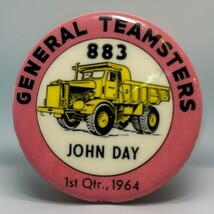 GENERAL TEAMSTERS
883
JOHN DAY
1st Qtr., 1964